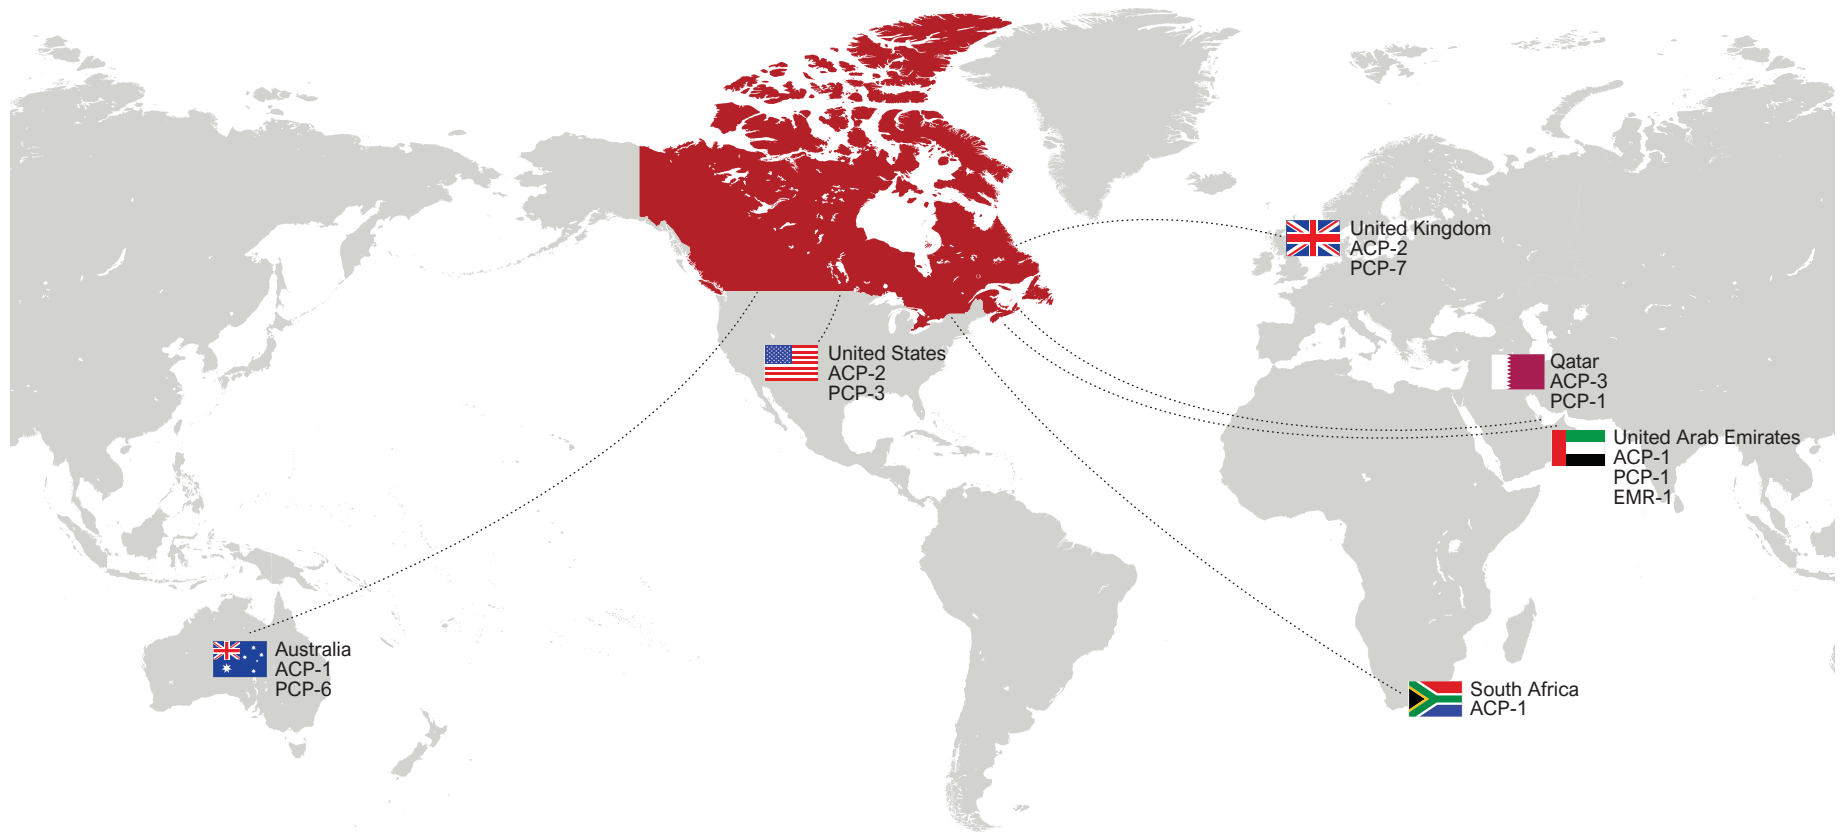 United Kingdom
ACP-2
PCP-7
United States
ACP-2
PCP-3
Qatar
ACP-3
PCP-1
United Arab Emirates
ACP-1
PCP-1
EMR-1
Australia
ACP-1
PCP-6
South Africa
ACP-1